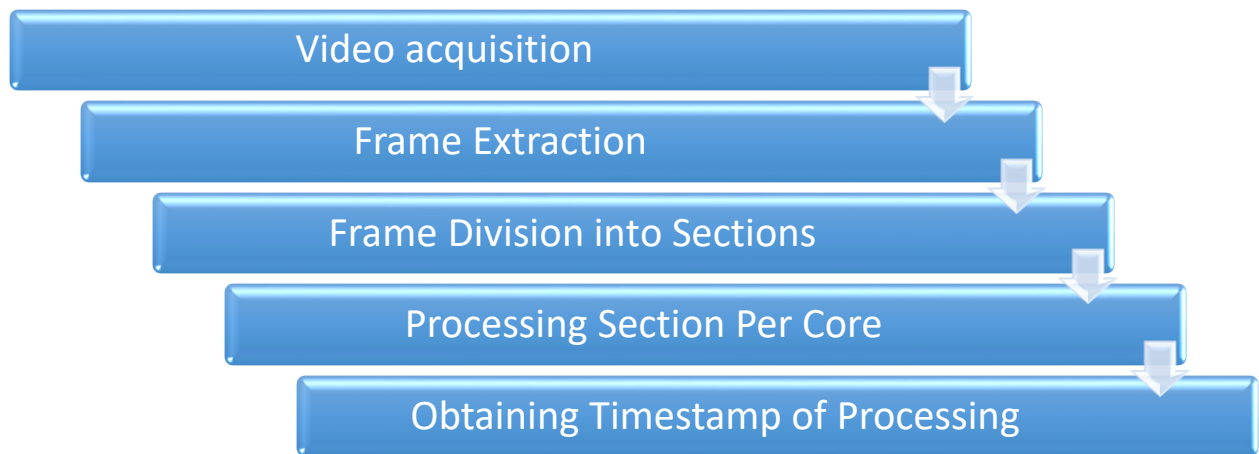 Video acquisition
Frame Extraction
Frame Division into Sections
Processing Section Per Core
Obtaining Timestamp of Processing